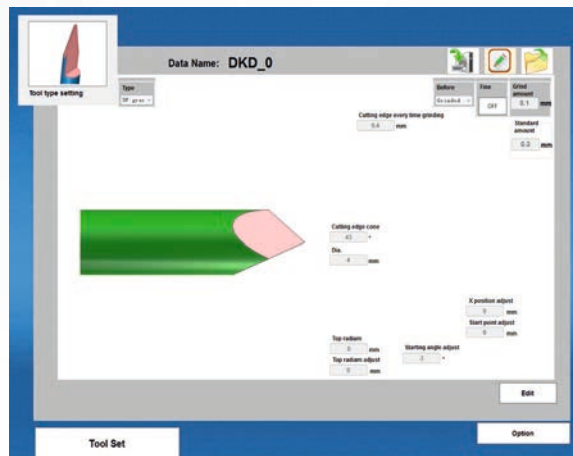 Data Name: DKD_0
Tool type setting
Type
Before
Grinded
Fine
OFF
Grind
amount
0.1 mm
Cutting edge every time grinding
0.4 mm
Standard
amount
0.3 mm
Cutting edge cone
°
Dia.
4 mm
X position adjust
0 mm
Start point adjust
0 mm
Top radium
0 mm
Starting angle adjust
°
Top radium adjust
0 mm
Edit
Tool Set
Option